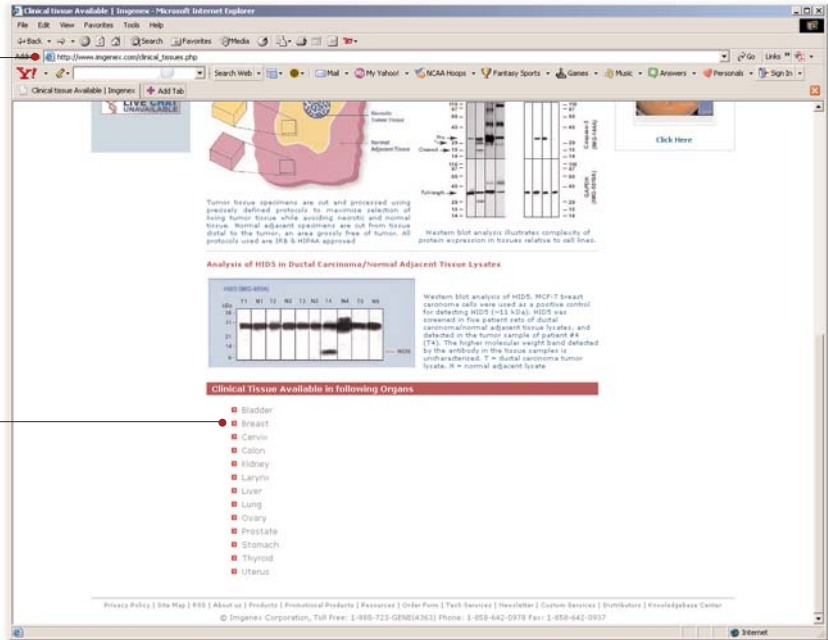 Clinical tissue Available | Imgenex - Microsoft Internet Explorer
File Edit View Favorites Tools Help
Back Search Favorites Media
http://www.imgenex.com/clinical_tissues.php Go Links
Y! Search Web Mail My Yahoo! NCAA Hoops Fantasy Sports Games Music Answers Personals Sign In
Clinical tissue Available | Imgenex Add Tab
LIVE CHAT
UNAVAILABLE
Normal
Adjacent Tissue
Click Here
Tumor tissue specimens are cut and processed using
precisely defined protocols to maximize selection of
living tumor tissue while avoiding necrotic and normal
tissue. Normal adjacent specimens are cut from tissue
distal to the tumor, an area grossly free of tumor. All
protocols used are IRB & HIPAA approved
Western blot analysis illustrates complexity of
protein expression in tissues relative to cell lines.
Analysis of HID5 in Ductal Carcinoma/Normal Adjacent Tissue Lysates
T1 N1 T2 N2 T3 N3 T4 N4 T5 N5
Western blot analysis of HID5. MCF-7 breast
carcinoma cells were used as a positive control
for detecting HID5 (~11 kDa). HID5 was
screened in five patient sets of ductal
carcinoma/normal adjacent tissue lysates, and
detected in the tumor sample of patient #4
(T4). The higher molecular weight band detected
by the antibody in the tissue samples is
uncharacterized. T = ductal carcinoma tumor
lysate. N = normal adjacent lysate
Clinical Tissue Available in following Organs
Bladder
Breast
Cervix
Colon
Kidney
Larynx
Liver
Lung
Ovary
Prostate
Stomach
Thyroid
Uterus
Privacy Policy | Site Map | RSS | About us | Products | Promotional Products | Resources | Order Form | Tech Services | Newsletter | Custom Services | Distributors | Knowledgebase Center
© Imgenex Corporation, Toll Free: 1-888-723-GENE(4363) Phone: 1-858-642-0978 Fax: 1-858-642-0937
Internet